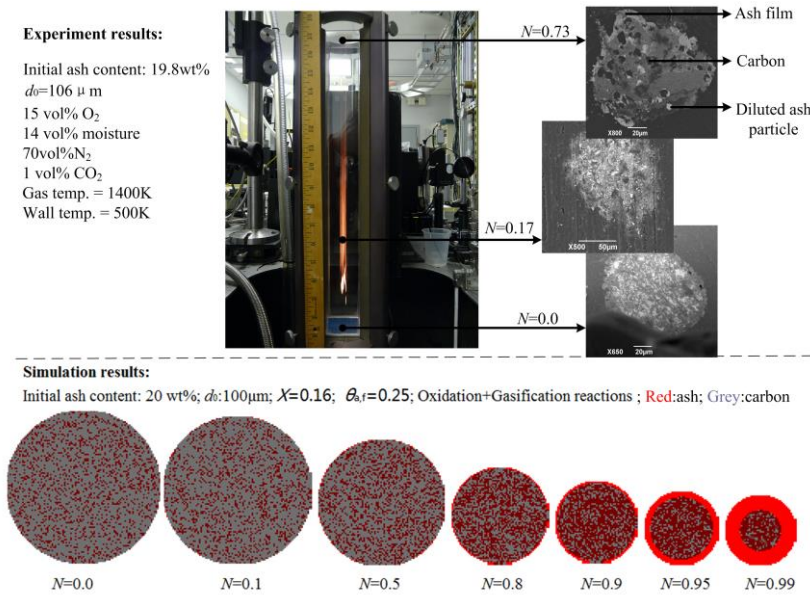 Experiment results:
Initial ash content: 19.8wt%
d₀=106 μm
15 vol% O₂
14 vol% moisture
70vol%N₂
1 vol% CO₂
Gas temp. = 1400K
Wall temp. = 500K
N=0.73
Ash film
Carbon
Diluted ash
particle
X800 20μm
N=0.17
X500 50μm
N=0.0
X650 20μm
Simulation results:
Initial ash content: 20 wt%; d₀:100μm; X=0.16; θa,f=0.25; Oxidation+Gasification reactions ; Red:ash; Grey:carbon
N=0.0 N=0.1 N=0.5 N=0.8 N=0.9 N=0.95 N=0.99